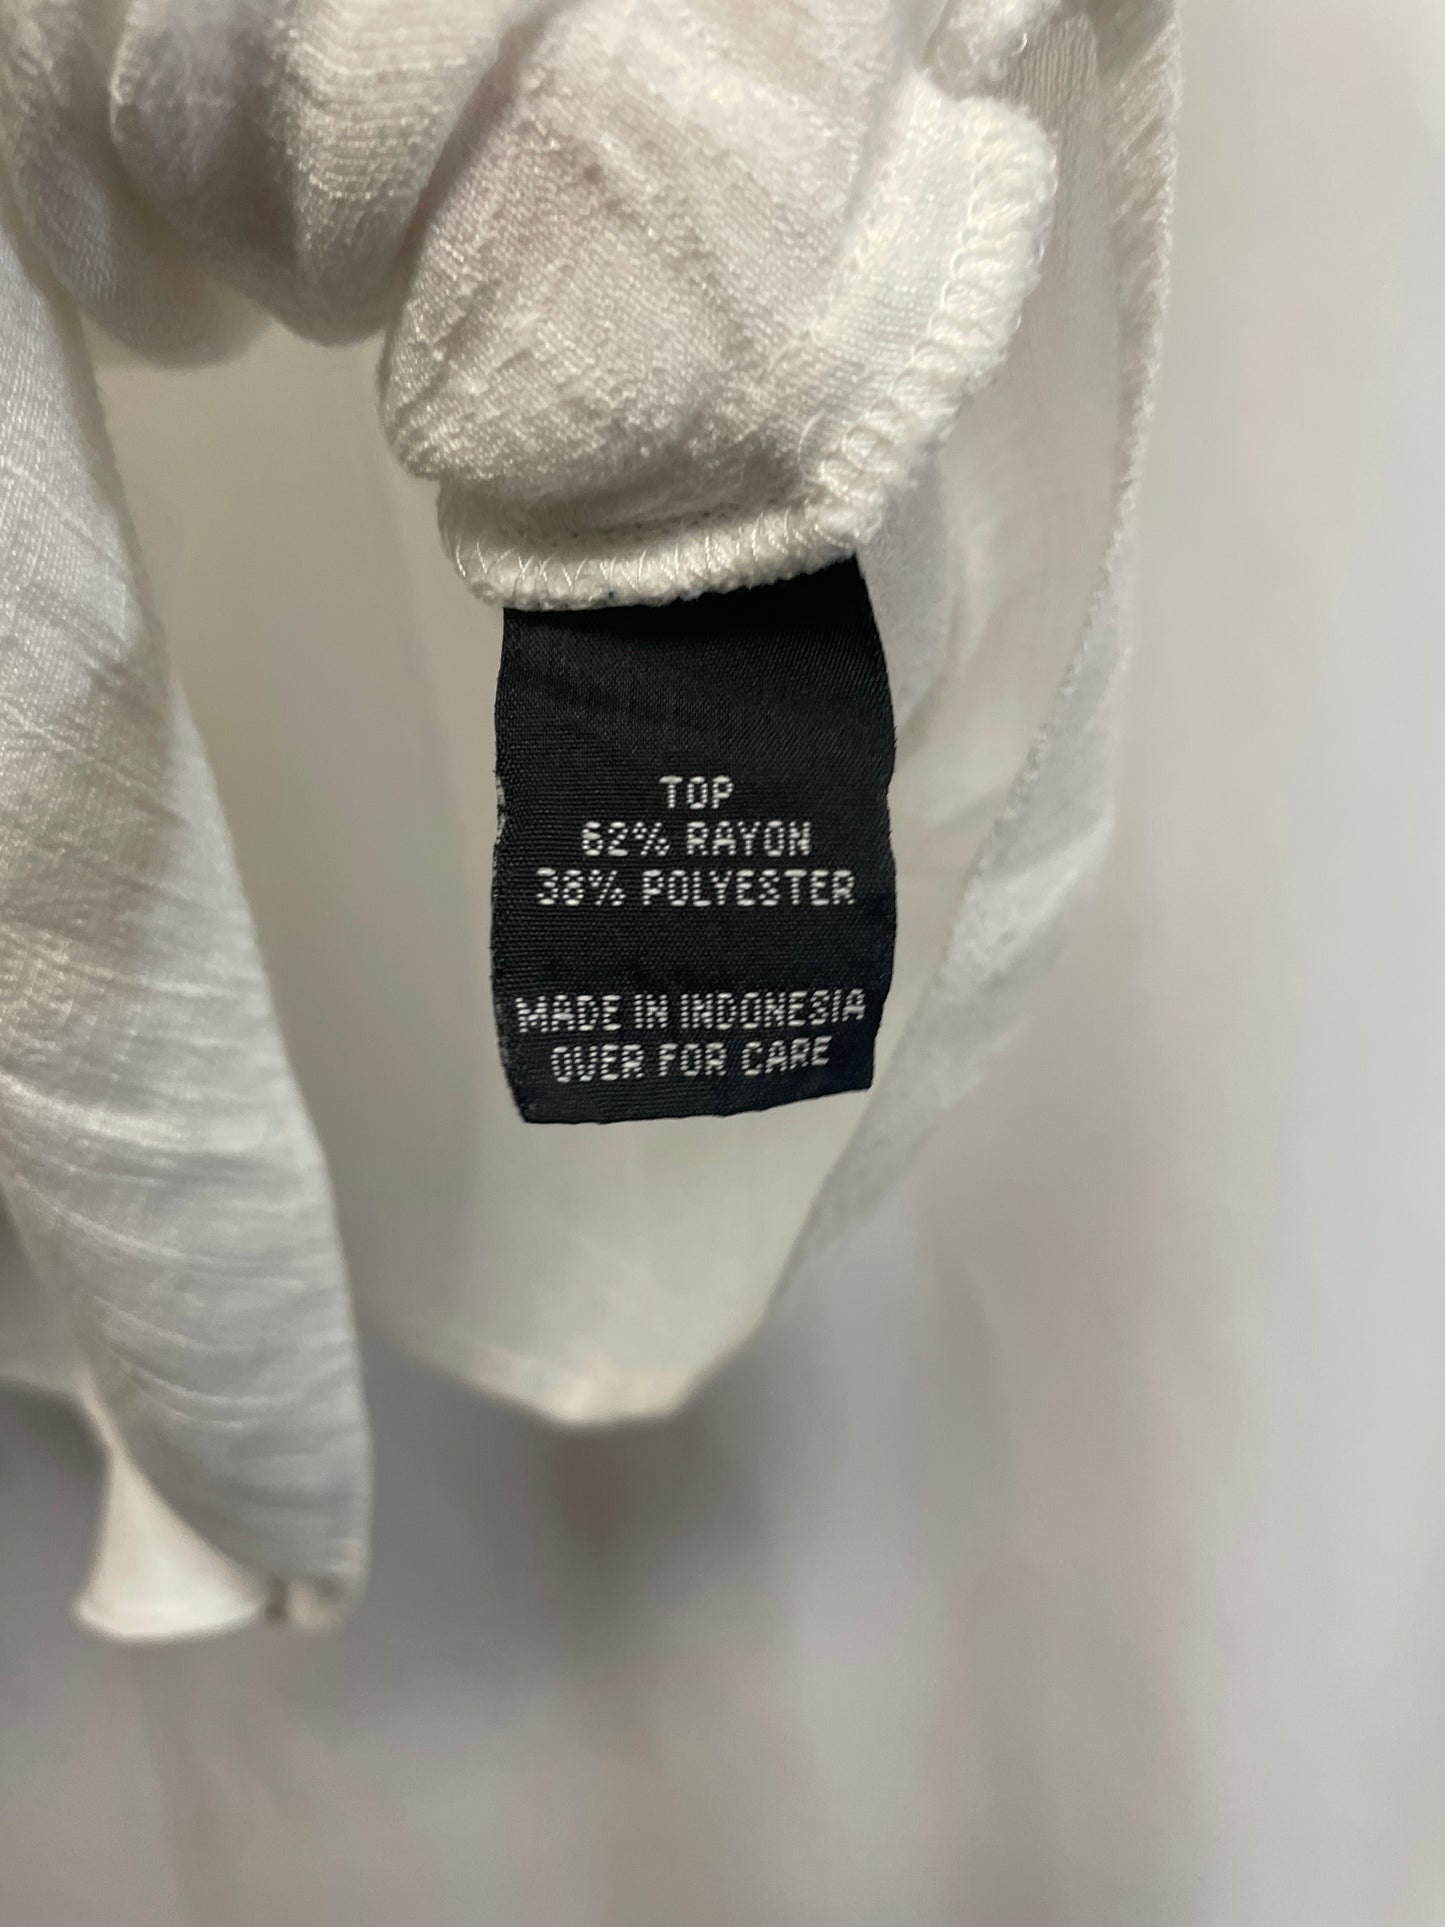 TOP
62% RAYON
38% POLYESTER
MADE IN INDONESIA
OVER FOR CARE